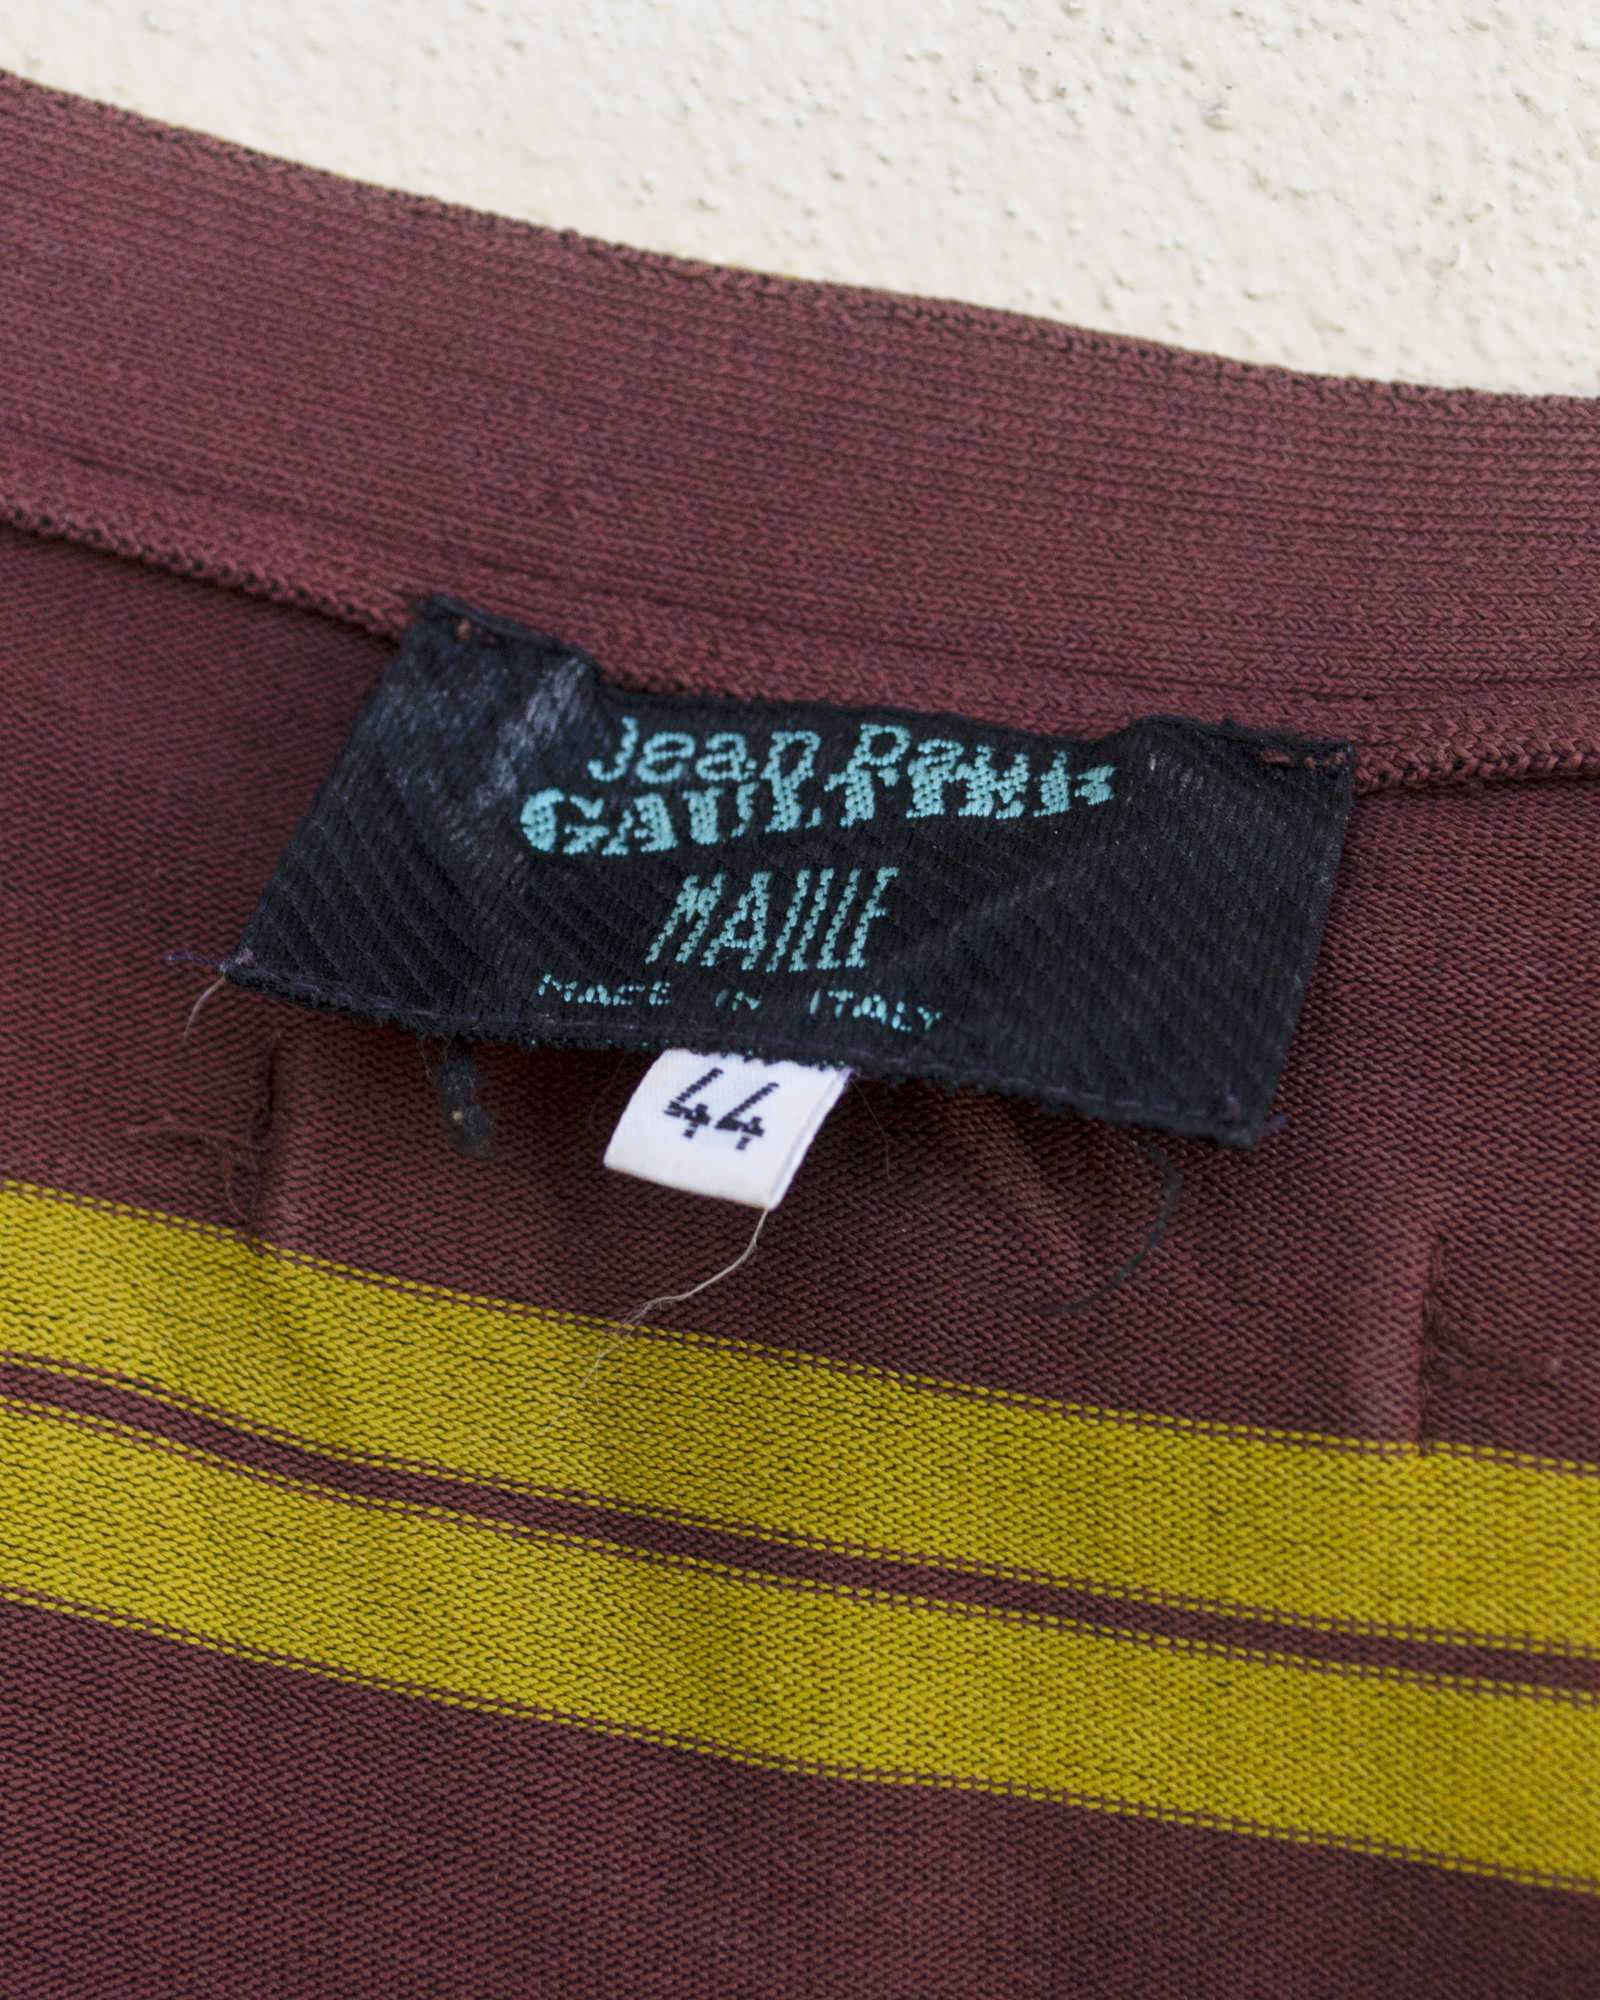 Jean Paul
GAULTIER
MAILLE
MADE IN ITALY
44